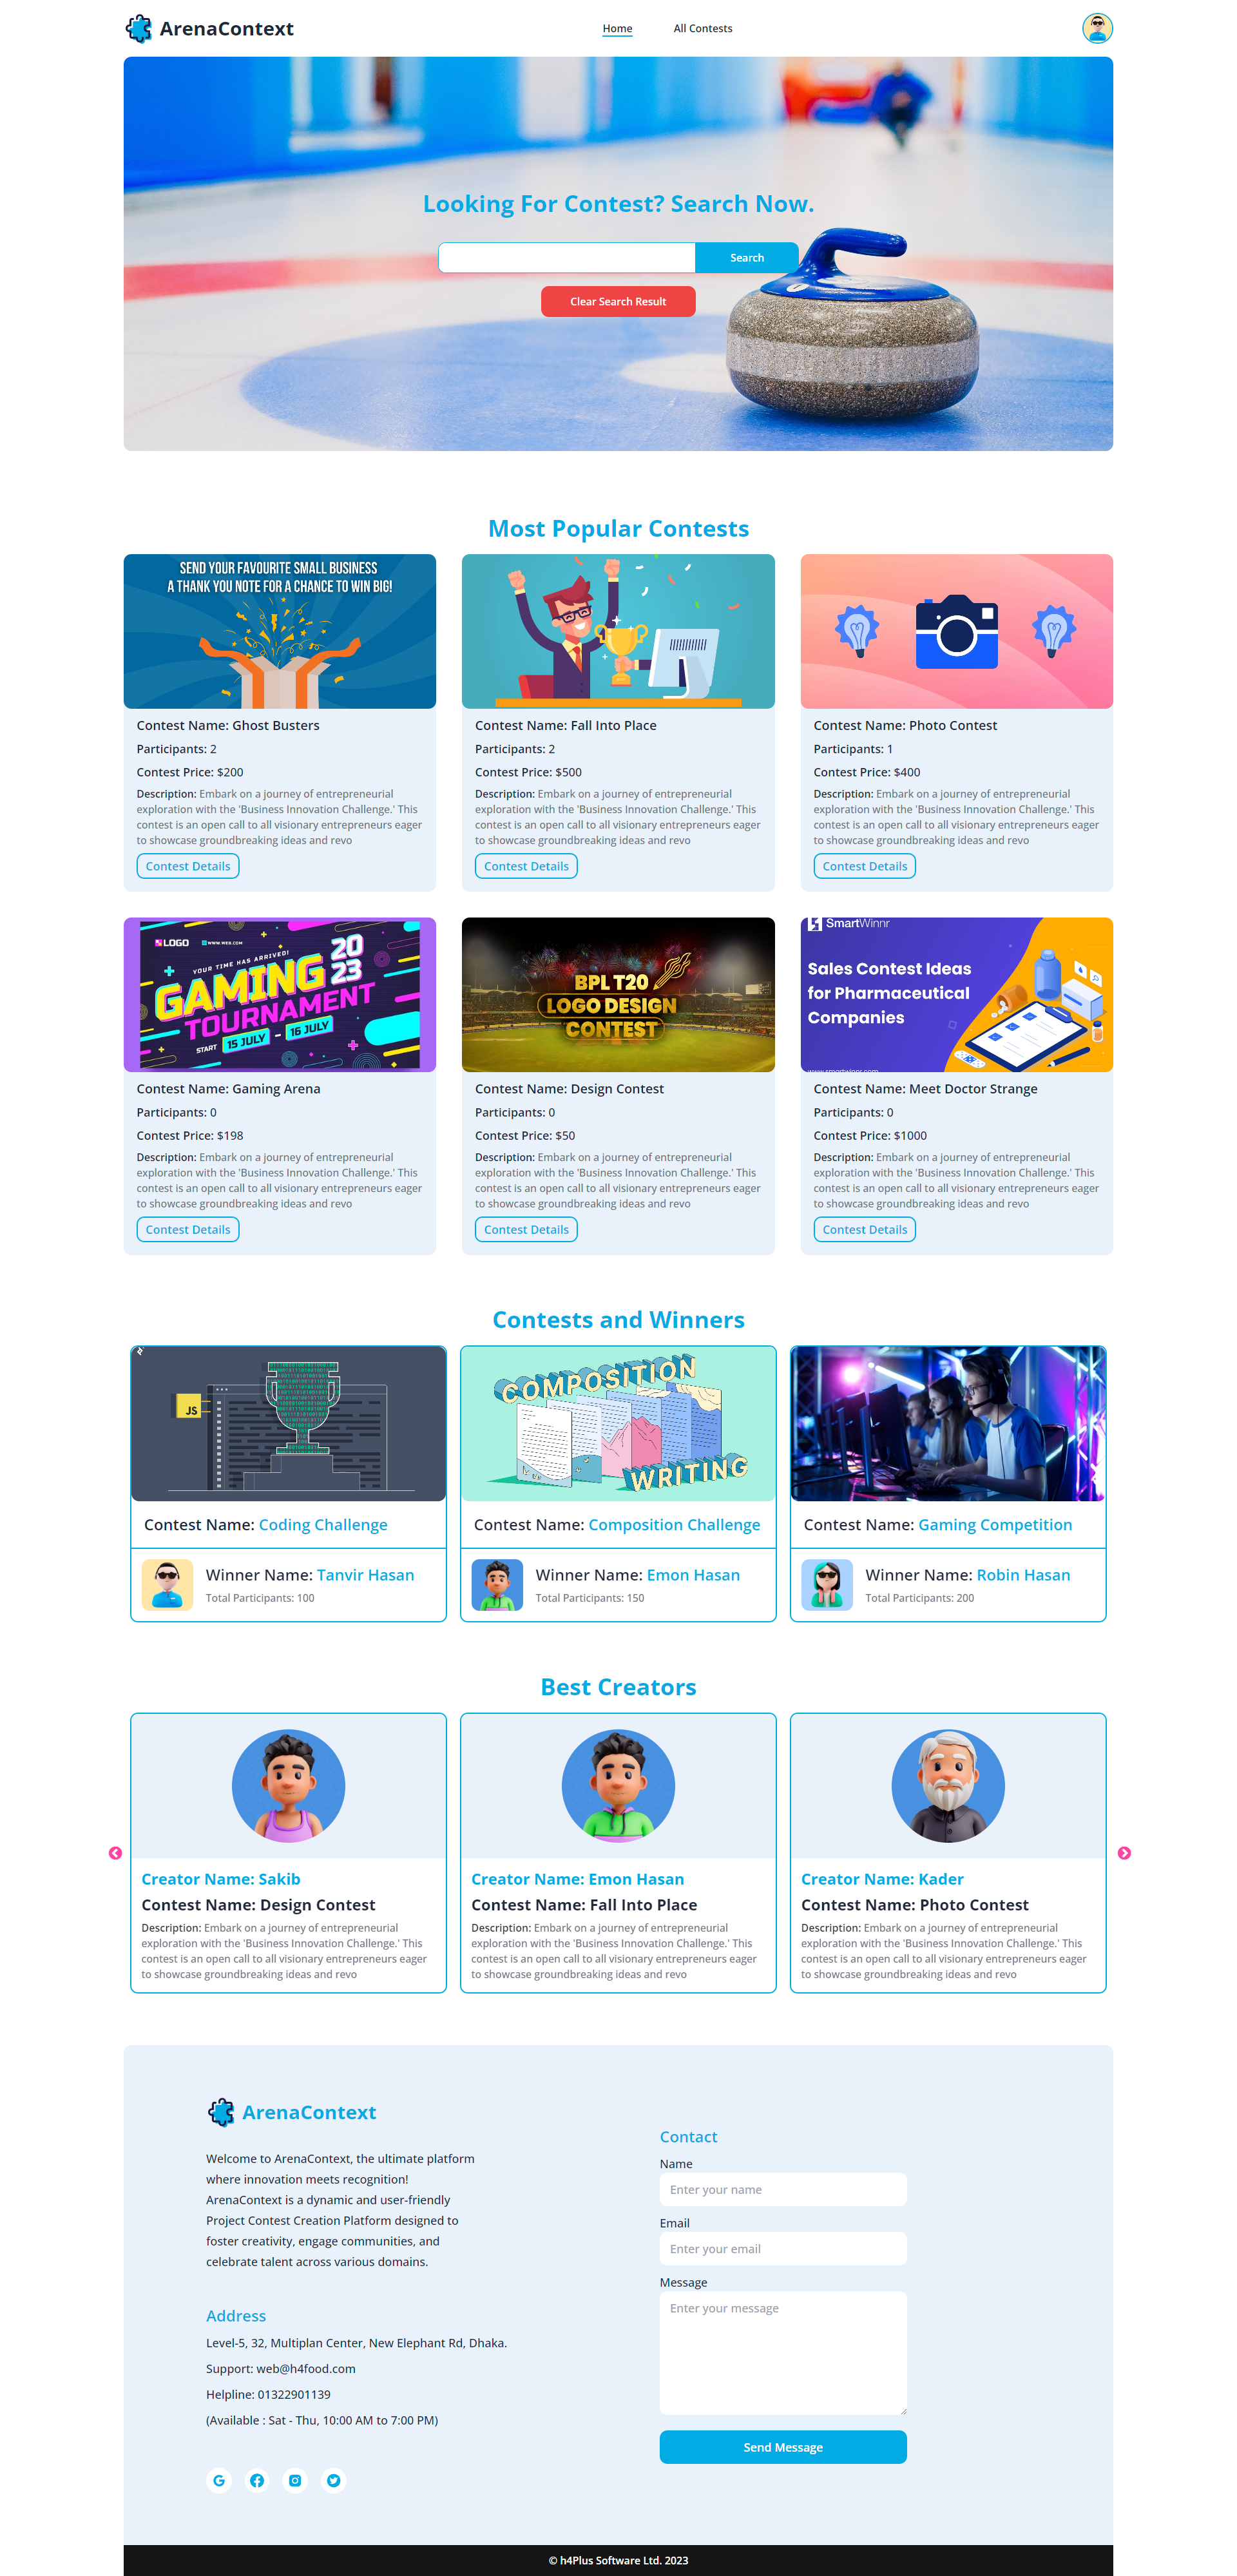 ArenaContext
Home
All Contests
Looking For Contest? Search Now.
Search
Clear Search Result
Most Popular Contests
SEND YOUR FAVOURITE SMALL BUSINESS
A THANK YOU NOTE FOR A CHANCE TO WIN BIG!
Contest Name: Ghost Busters
Participants: 2
Contest Price: $200
Description: Embark on a journey of entrepreneurial
exploration with the 'Business Innovation Challenge.' This
contest is an open call to all visionary entrepreneurs eager
to showcase groundbreaking ideas and revo
Contest Details
Contest Name: Fall Into Place
Participants: 2
Contest Price: $500
Description: Embark on a journey of entrepreneurial
exploration with the 'Business Innovation Challenge.' This
contest is an open call to all visionary entrepreneurs eager
to showcase groundbreaking ideas and revo
Contest Details
Contest Name: Photo Contest
Participants: 1
Contest Price: $400
Description: Embark on a journey of entrepreneurial
exploration with the 'Business Innovation Challenge.' This
contest is an open call to all visionary entrepreneurs eager
to showcase groundbreaking ideas and revo
Contest Details
LOGO
WWW.WEB.COM
YOUR TIME HAS ARRIVED!
2023
GAMING
TOURNAMENT
START 15 JULY - 16 JULY
Contest Name: Gaming Arena
Participants: 0
Contest Price: $198
Description: Embark on a journey of entrepreneurial
exploration with the 'Business Innovation Challenge.' This
contest is an open call to all visionary entrepreneurs eager
to showcase groundbreaking ideas and revo
Contest Details
BPL T20
LOGO DESIGN
CONTEST
Contest Name: Design Contest
Participants: 0
Contest Price: $50
Description: Embark on a journey of entrepreneurial
exploration with the 'Business Innovation Challenge.' This
contest is an open call to all visionary entrepreneurs eager
to showcase groundbreaking ideas and revo
Contest Details
SmartWinnr
Sales Contest Ideas
for Pharmaceutical
Companies
www.smartwinnr.com
Contest Name: Meet Doctor Strange
Participants: 0
Contest Price: $1000
Description: Embark on a journey of entrepreneurial
exploration with the 'Business Innovation Challenge.' This
contest is an open call to all visionary entrepreneurs eager
to showcase groundbreaking ideas and revo
Contest Details
Contests and Winners
JS
Contest Name: Coding Challenge
Winner Name: Tanvir Hasan
Total Participants: 100
COMPOSITION
WRITING
Contest Name: Composition Challenge
Winner Name: Emon Hasan
Total Participants: 150
Contest Name: Gaming Competition
Winner Name: Robin Hasan
Total Participants: 200
Best Creators
Creator Name: Sakib
Contest Name: Design Contest
Description: Embark on a journey of entrepreneurial
exploration with the 'Business Innovation Challenge.' This
contest is an open call to all visionary entrepreneurs eager
to showcase groundbreaking ideas and revo
Creator Name: Emon Hasan
Contest Name: Fall Into Place
Description: Embark on a journey of entrepreneurial
exploration with the 'Business Innovation Challenge.' This
contest is an open call to all visionary entrepreneurs eager
to showcase groundbreaking ideas and revo
Creator Name: Kader
Contest Name: Photo Contest
Description: Embark on a journey of entrepreneurial
exploration with the 'Business Innovation Challenge.' This
contest is an open call to all visionary entrepreneurs eager
to showcase groundbreaking ideas and revo
ArenaContext
Welcome to ArenaContext, the ultimate platform
where innovation meets recognition!
ArenaContext is a dynamic and user-friendly
Project Contest Creation Platform designed to
foster creativity, engage communities, and
celebrate talent across various domains.
Address
Level-5, 32, Multiplan Center, New Elephant Rd, Dhaka.
Support: web@h4food.com
Helpline: 01322901139
(Available : Sat - Thu, 10:00 AM to 7:00 PM)
Contact
Name
Enter your name
Email
Enter your email
Message
Enter your message
Send Message
© h4Plus Software Ltd. 2023